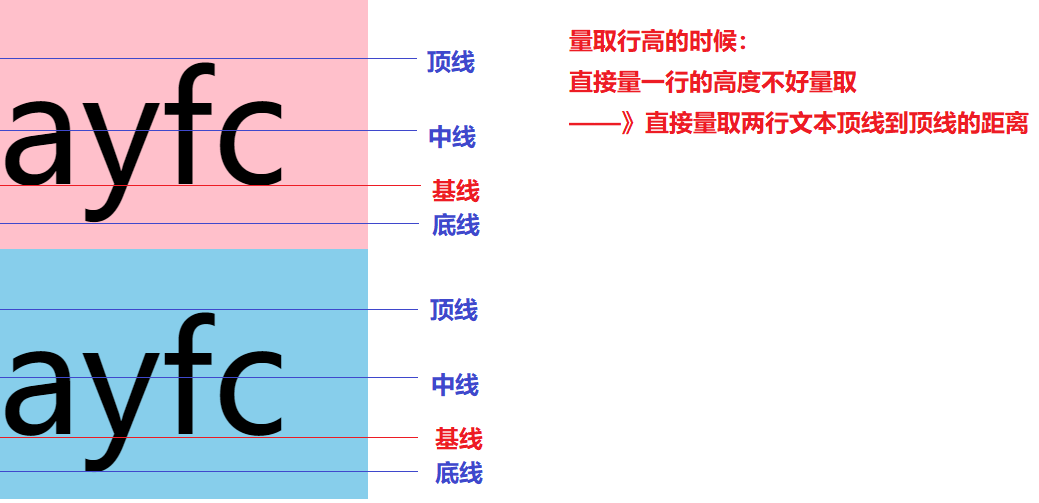 ayfc
顶线
中线
基线
底线
ayfc
顶线
中线
基线
底线
量取行高的时候：
直接量一行的高度不好量取
——》直接量取两行文本顶线到顶线的距离